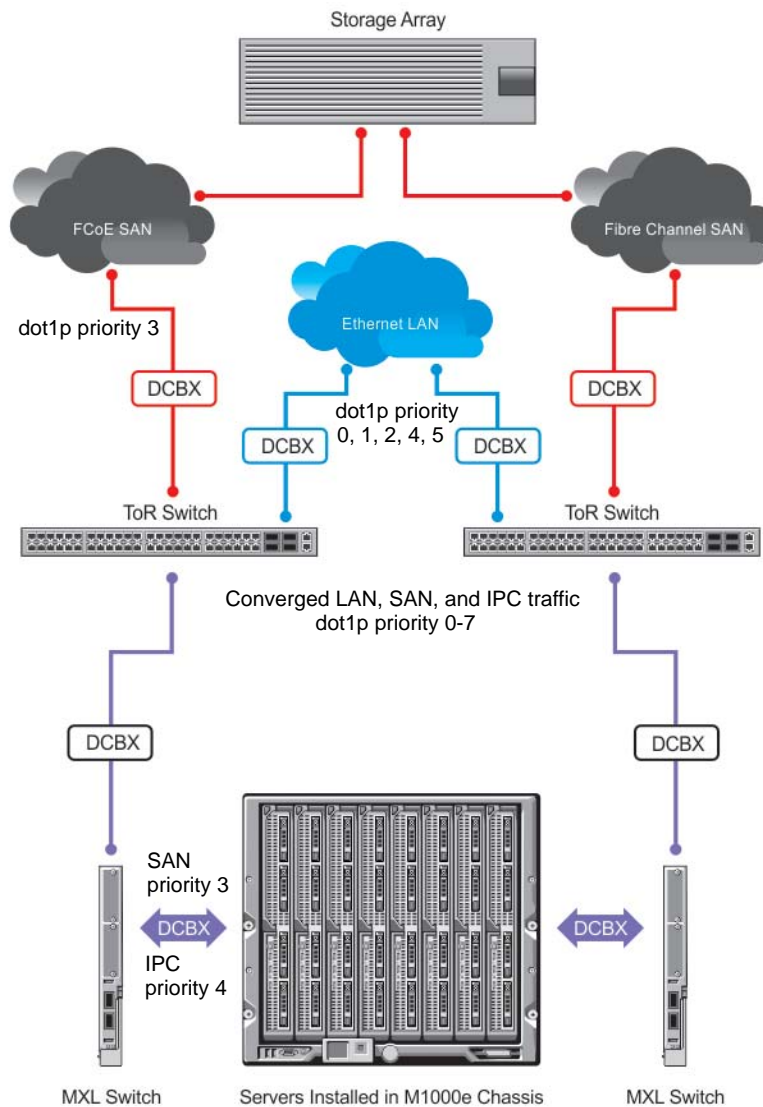 Storage Array
FCoE SAN
Fibre Channel SAN
Ethernet LAN
dot1p priority 3
DCBX
DCBX
dot1p priority
0, 1, 2, 4, 5
DCBX
DCBX
ToR Switch
ToR Switch
Converged LAN, SAN, and IPC traffic
dot1p priority 0-7
DCBX
DCBX
SAN
priority 3
DCBX
DCBX
IPC
priority 4
MXL Switch
Servers Installed in M1000e Chassis
MXL Switch